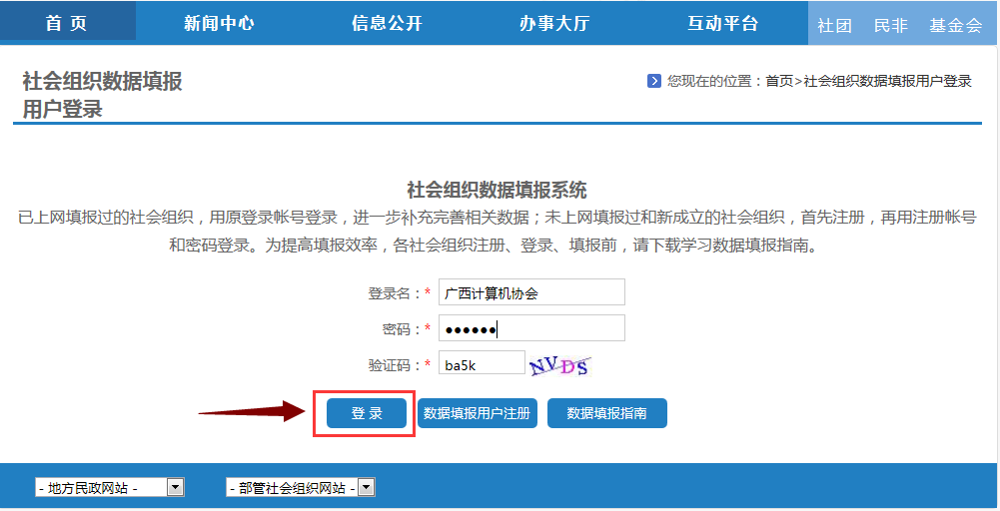 首 页 新闻中心 信息公开 办事大厅 互动平台 社团 民非 基金会
社会组织数据填报
用户登录
您现在的位置：首页>社会组织数据填报用户登录
社会组织数据填报系统
已上网填报过的社会组织，用原登录帐号登录，进一步补充完善相关数据；未上网填报过和新成立的社会组织，首先注册，再用注册帐号
和密码登录。为提高填报效率，各社会组织注册、登录、填报前，请下载学习数据填报指南。
登录名：* 广西计算机协会
密码：* ●●●●●●
验证码：* ba5k NVDS
登 录 数据填报用户注册 数据填报指南
- 地方民政网站 - - 部管社会组织网站 -